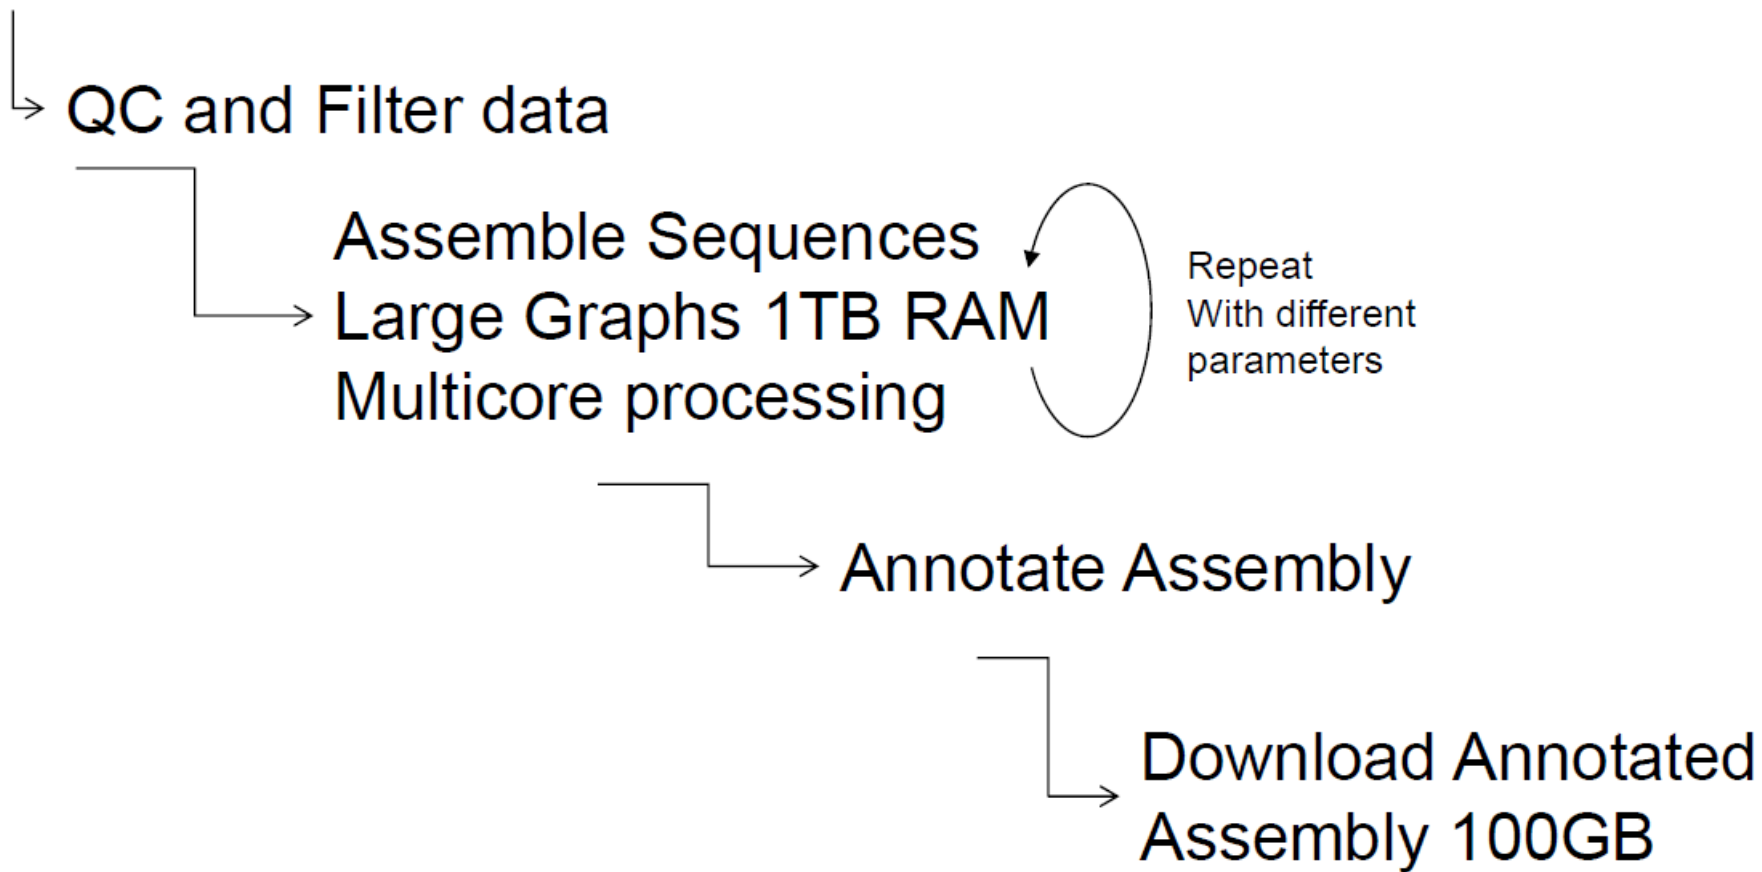 QC and Filter data
Assemble Sequences
Large Graphs 1TB RAM
Multicore processing
Repeat
With different
parameters
Annotate Assembly
Download Annotated
Assembly 100GB